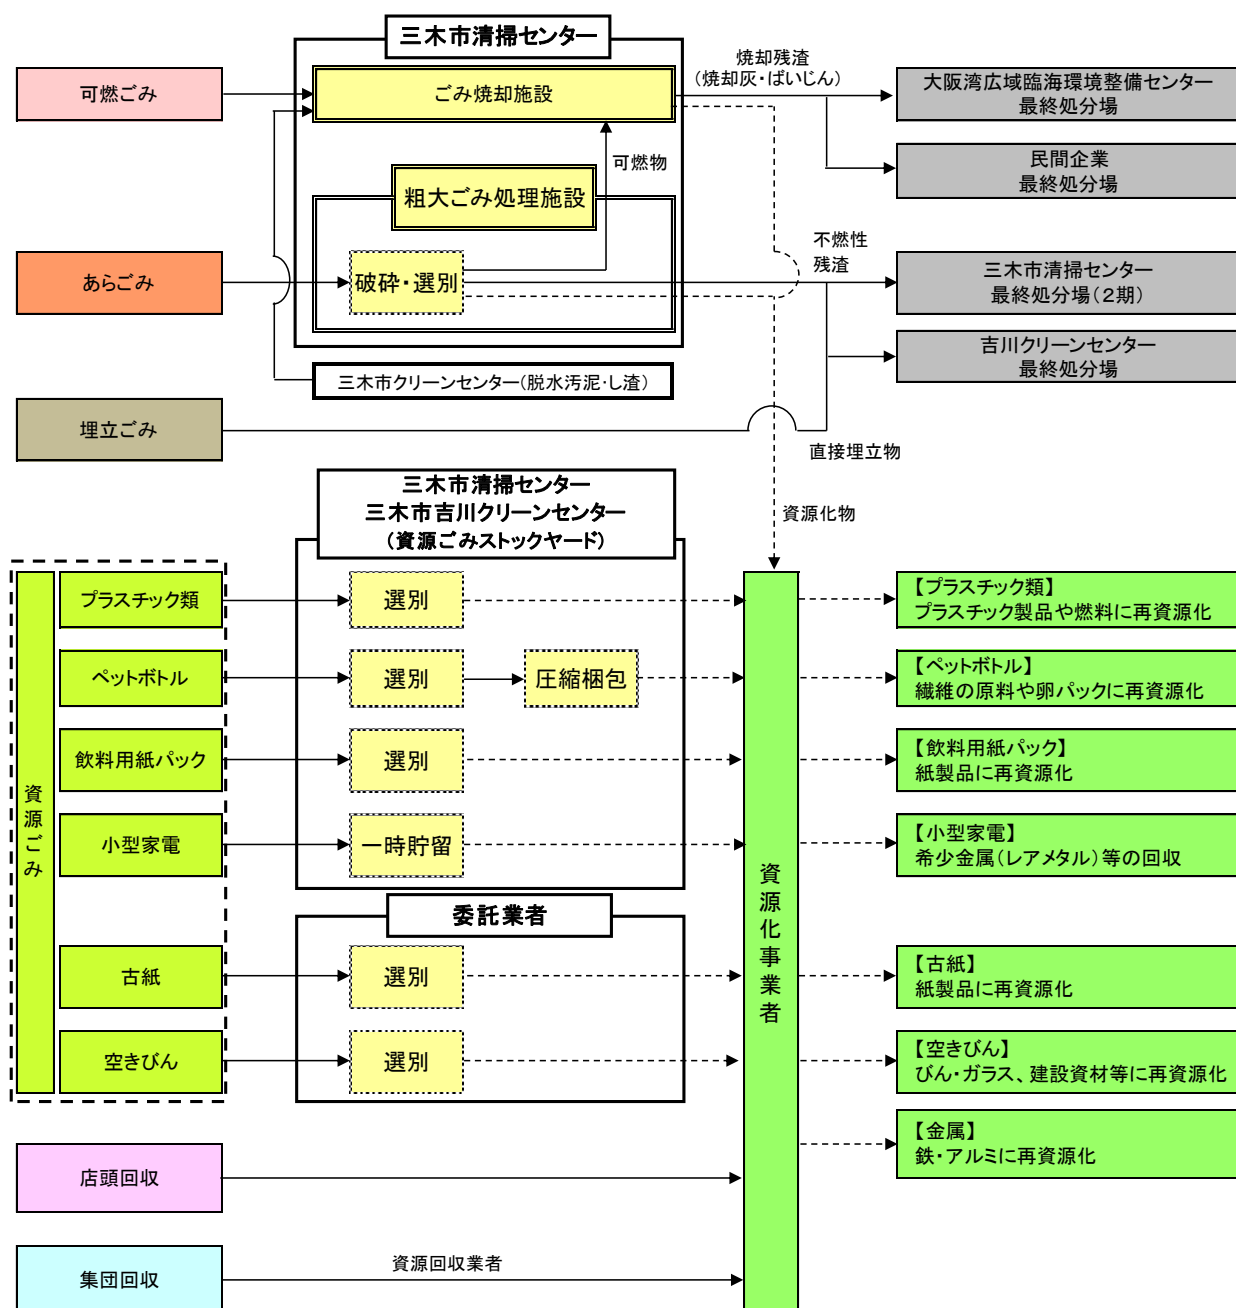 三木市清掃センター
可燃ごみ
ごみ焼却施設
焼却残渣
(焼却灰・ばいじん)
大阪湾広域臨海環境整備センター
最終処分場
民間企業
最終処分場
可燃物
粗大ごみ処理施設
あらごみ
破砕・選別
不燃性
残渣
三木市清掃センター
最終処分場(2期)
吉川クリーンセンター
最終処分場
三木市クリーンセンター(脱水汚泥・し渣)
埋立ごみ
直接埋立物
三木市清掃センター
三木市吉川クリーンセンター
(資源ごみストックヤード)
資源化物
資源ごみ
プラスチック類
選別
【プラスチック類】
プラスチック製品や燃料に再資源化
ペットボトル
選別
圧縮梱包
【ペットボトル】
繊維の原料や卵パックに再資源化
飲料用紙パック
選別
【飲料用紙パック】
紙製品に再資源化
小型家電
一時貯留
【小型家電】
希少金属(レアメタル)等の回収
資源化事業者
委託業者
古紙
選別
【古紙】
紙製品に再資源化
空きびん
選別
【空きびん】
びん・ガラス、建設資材等に再資源化
【金属】
鉄・アルミに再資源化
店頭回収
集団回収
資源回収業者